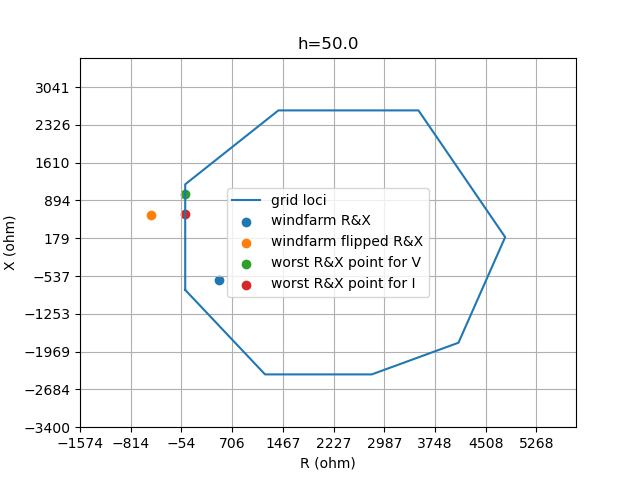 h=50.0
3041
2326
1610
894
179
−537
−1253
−1969
−2684
−3400
X (ohm)
grid loci
windfarm R&X
windfarm flipped R&X
worst R&X point for V
worst R&X point for I
−1574 −814 −54 706 1467 2227 2987 3748 4508 5268
R (ohm)